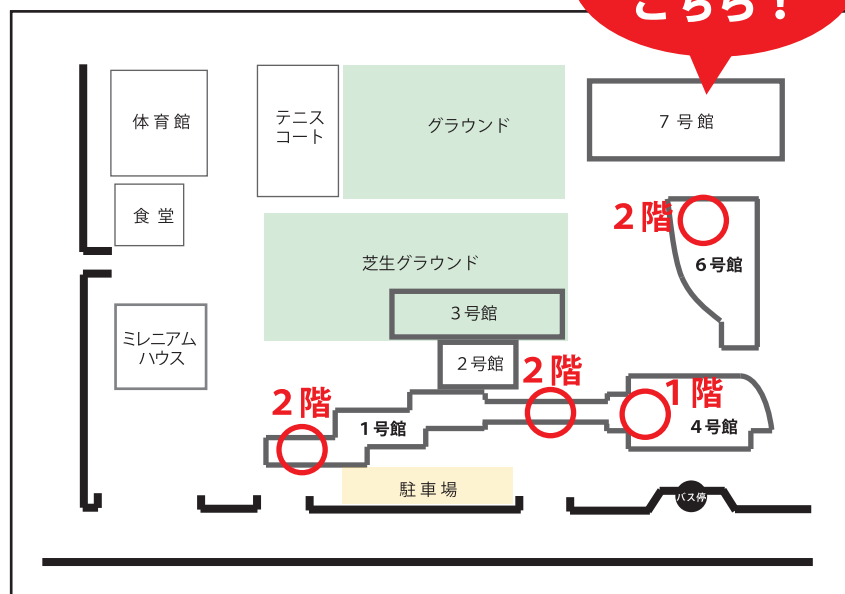 こちら！
体育館
テニス
コート
グラウンド
7 号館
食 堂
2 階
6 号館
芝生グラウンド
3 号館
ミレニアム
ハウス
2 号館
2 階
2 階
1 階
1 号館
4 号館
駐車場
バス停